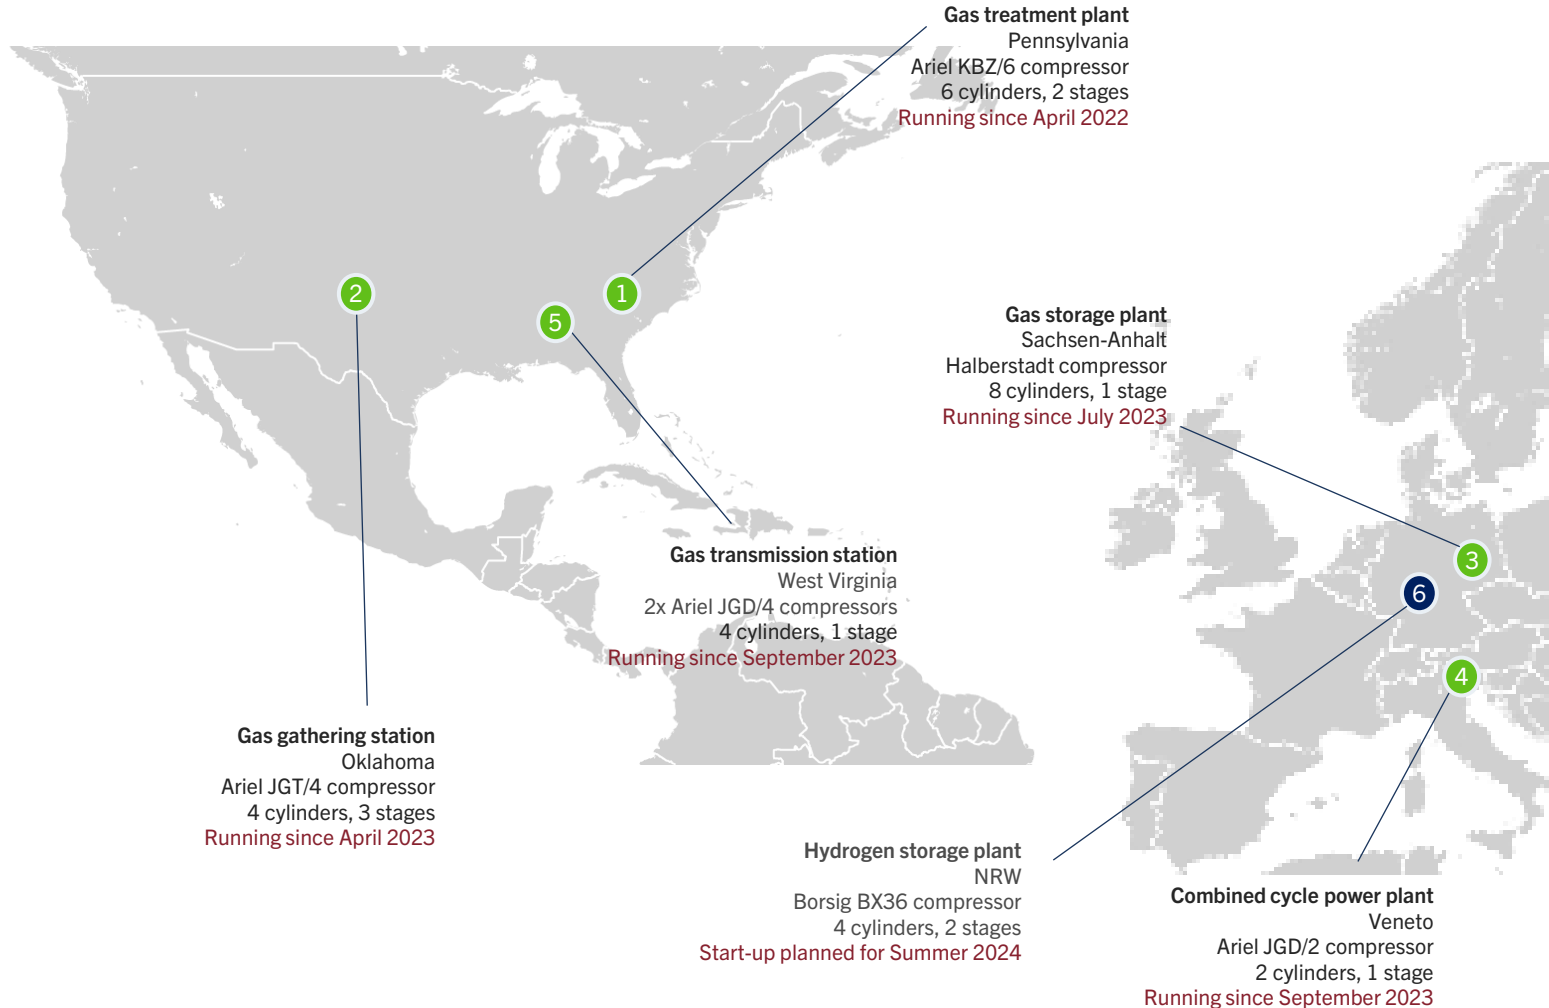 Gas treatment plant
Pennsylvania
Ariel KBZ/6 compressor
6 cylinders, 2 stages
Running since April 2022
2
1
5
Gas storage plant
Sachsen-Anhalt
Halberstadt compressor
8 cylinders, 1 stage
Running since July 2023
3
6
4
Gas transmission station
West Virginia
2x Ariel JGD/4 compressors
4 cylinders, 1 stage
Running since September 2023
Gas gathering station
Oklahoma
Ariel JGT/4 compressor
4 cylinders, 3 stages
Running since April 2023
Hydrogen storage plant
NRW
Borsig BX36 compressor
4 cylinders, 2 stages
Start-up planned for Summer 2024
Combined cycle power plant
Veneto
Ariel JGD/2 compressor
2 cylinders, 1 stage
Running since September 2023